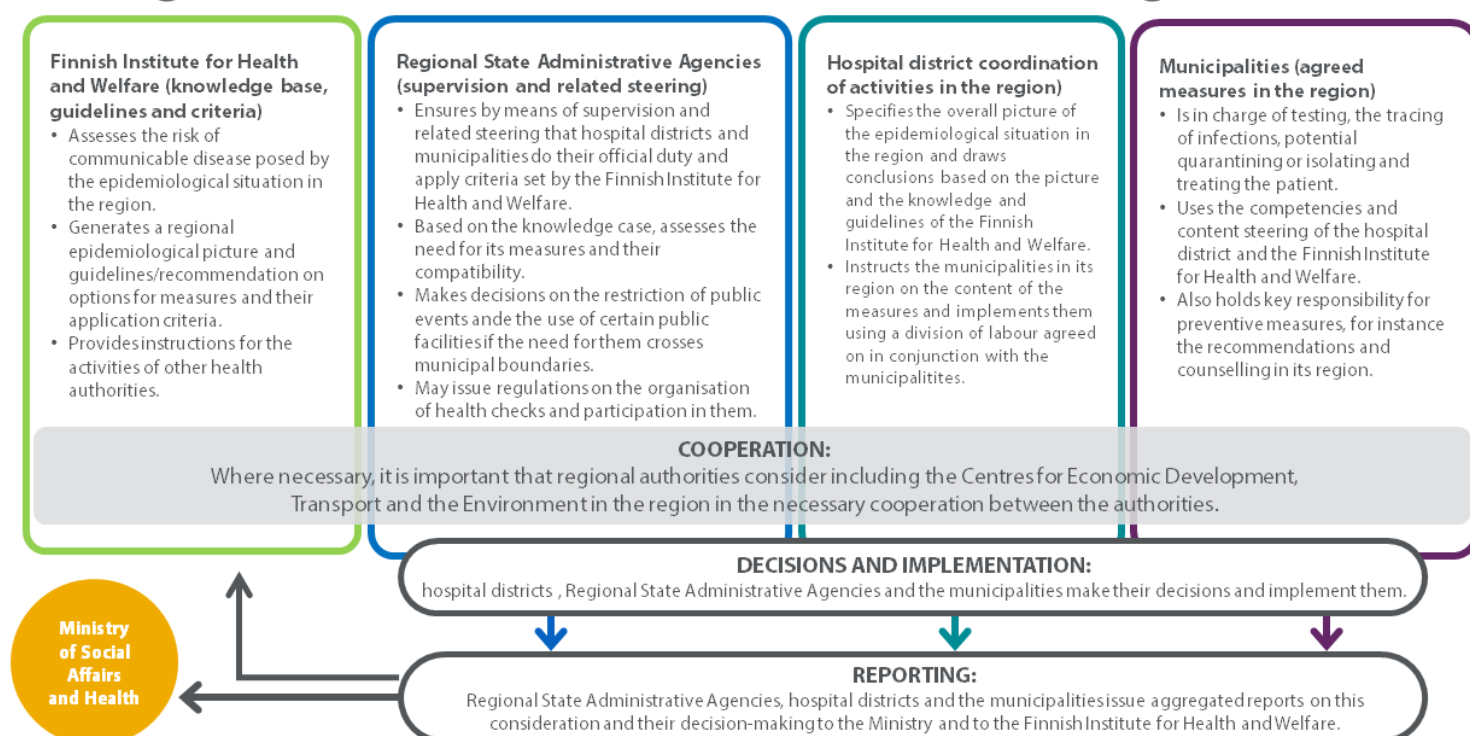 Finnish Institute for Health
and Welfare (knowledge base,
guidelines and criteria)
• Assesses the risk of
communicable disease posed by
the epidemiological situation in
the region.
• Generates a regional
epidemiological picture and
guidelines/recommendation on
options for measures and their
application criteria.
• Provides instructions for the
activities of other health
authorities.
Regional State Administrative Agencies
(supervision and related steering)
• Ensures by means of supervision and
related steering that hospital districts and
municipalities do their official duty and
apply criteria set by the Finnish Institute for
Health and Welfare.
• Based on the knowledge case, assesses the
need for its measures and their
compatibility.
• Makes decisions on the restriction of public
events ande the use of certain public
facilities if the need for them crosses
municipal boundaries.
• May issue regulations on the organisation
of health checks and participation in them.
Hospital district coordination
of activities in the region)
• Specifies the overall picture of
the epidemiological situation in
the region and draws
conclusions based on the picture
and the knowledge and
guidelines of the Finnish
Institute for Health and Welfare.
• Instructs the municipalities in its
region on the content of the
measures and implements them
using a division of labour agreed
on in conjunction with the
municipalitites.
Municipalities (agreed
measures in the region)
• Is in charge of testing, the tracing
of infections, potential
quarantining or isolating and
treating the patient.
• Uses the competencies and
content steering of the hospital
district and the Finnish Institute
for Health and Welfare.
• Also holds key responsibility for
preventive measures, for instance
the recommendations and
counselling in its region.
COOPERATION:
Where necessary, it is important that regional authorities consider including the Centres for Economic Development,
Transport and the Environment in the region in the necessary cooperation between the authorities.
DECISIONS AND IMPLEMENTATION:
hospital districts , Regional State Administrative Agencies and the municipalities make their decisions and implement them.
Ministry
of Social
Affairs
and Health
REPORTING:
Regional State Administrative Agencies, hospital districts and the municipalities issue aggregated reports on this
consideration and their decision-making to the Ministry and to the Finnish Institute for Health and Welfare.